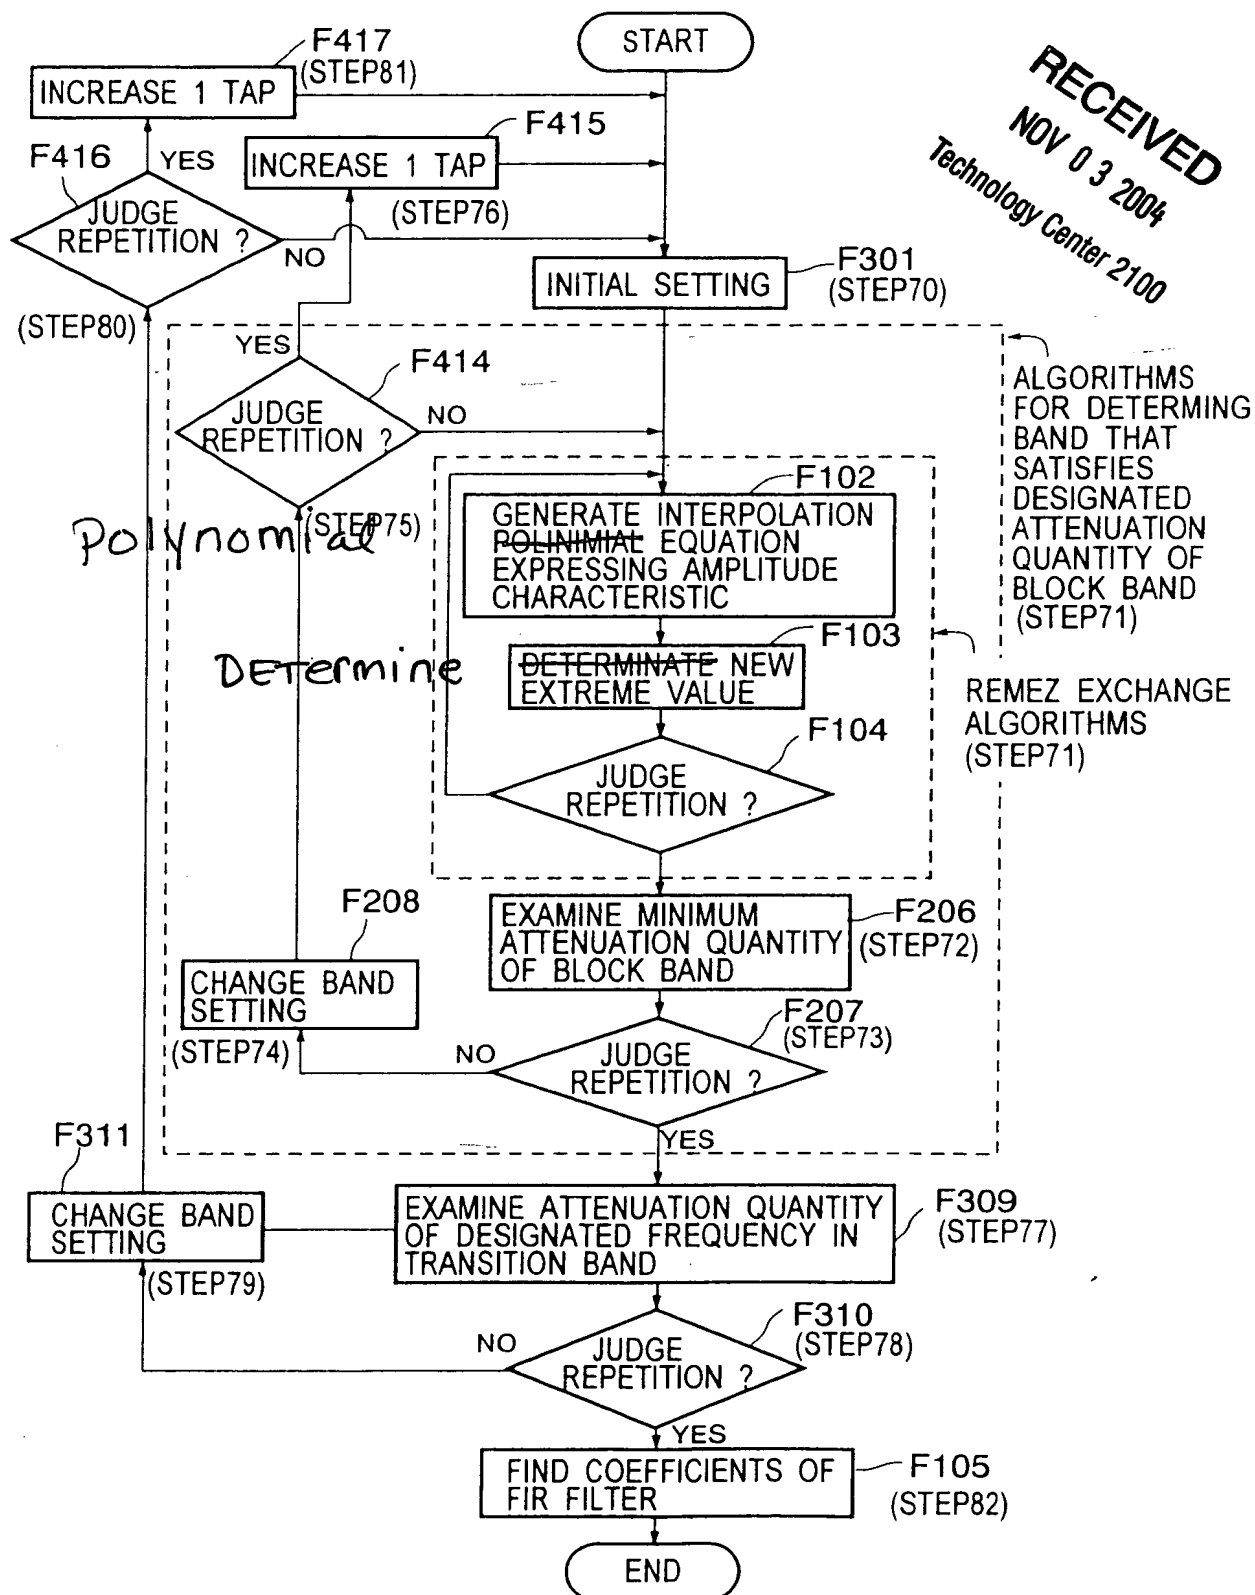 START
F417
(STEP81)
INCREASE 1 TAP
F415
INCREASE 1 TAP
(STEP76)
F416
YES
JUDGE
REPETITION ?
NO
(STEP80)
RECEIVED
NOV 03 2004
Technology Center 2100
INITIAL SETTING
F301
(STEP70)
YES
F414
JUDGE
REPETITION ?
NO
(STEP75)
ALGORITHMS
FOR DETERMING
BAND THAT
SATISFIES
DESIGNATED
ATTENUATION
QUANTITY OF
BLOCK BAND
(STEP71)
F102
GENERATE INTERPOLATION
POLINIMIAL EQUATION
EXPRESSING AMPLITUDE
CHARACTERISTIC
Polynomial
F103
DETERMINATE NEW
EXTREME VALUE
Determine
REMEZ EXCHANGE
ALGORITHMS
(STEP71)
F104
JUDGE
REPETITION ?
F206
(STEP72)
EXAMINE MINIMUM
ATTENUATION QUANTITY
OF BLOCK BAND
F208
CHANGE BAND
SETTING
(STEP74)
F207
(STEP73)
JUDGE
REPETITION ?
NO
YES
F311
CHANGE BAND
SETTING
(STEP79)
EXAMINE ATTENUATION QUANTITY
OF DESIGNATED FREQUENCY IN
TRANSITION BAND
F309
(STEP77)
F310
(STEP78)
NO
JUDGE
REPETITION ?
YES
FIND COEFFICIENTS OF
FIR FILTER
F105
(STEP82)
END